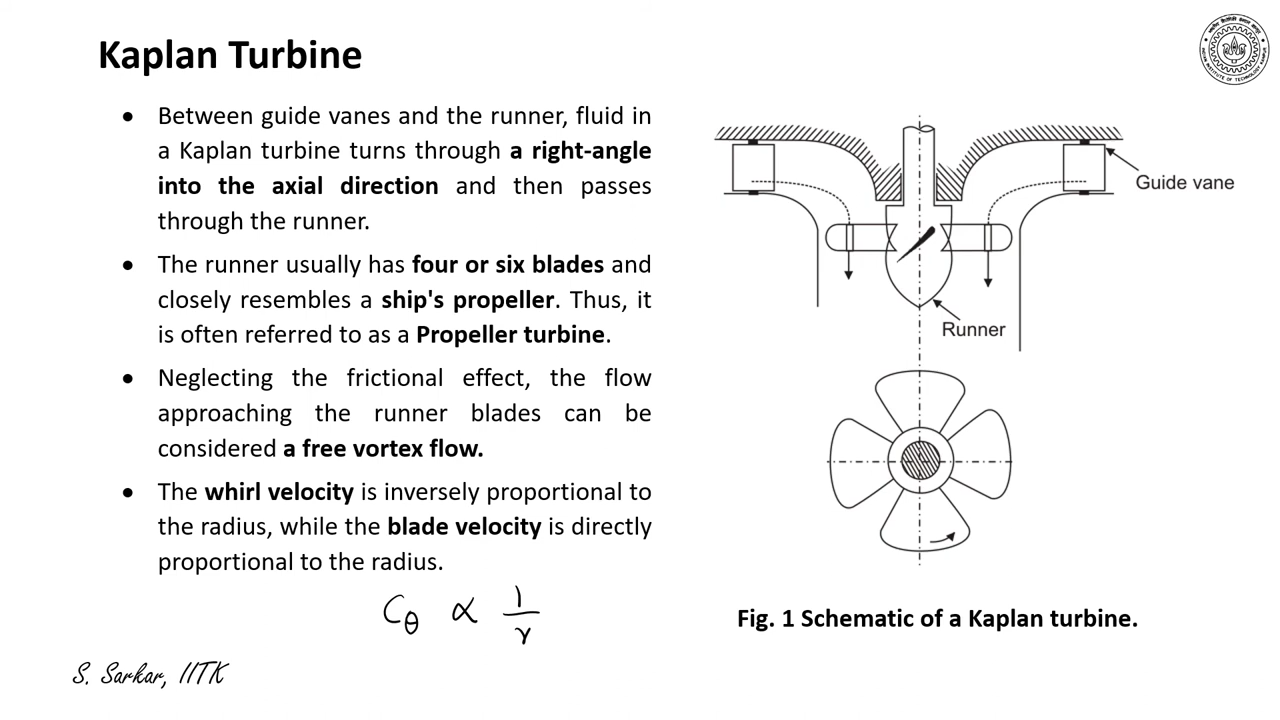 Kaplan Turbine
• Between guide vanes and the runner, fluid in
a Kaplan turbine turns through a right-angle
into the axial direction and then passes
through the runner.
• The runner usually has four or six blades and
closely resembles a ship's propeller. Thus, it
is often referred to as a Propeller turbine.
• Neglecting the frictional effect, the flow
approaching the runner blades can be
considered a free vortex flow.
• The whirl velocity is inversely proportional to
the radius, while the blade velocity is directly
proportional to the radius.
C_θ ∝ 1/r
S. Sarkar, IITK
Guide vane
Runner
Fig. 1 Schematic of a Kaplan turbine.